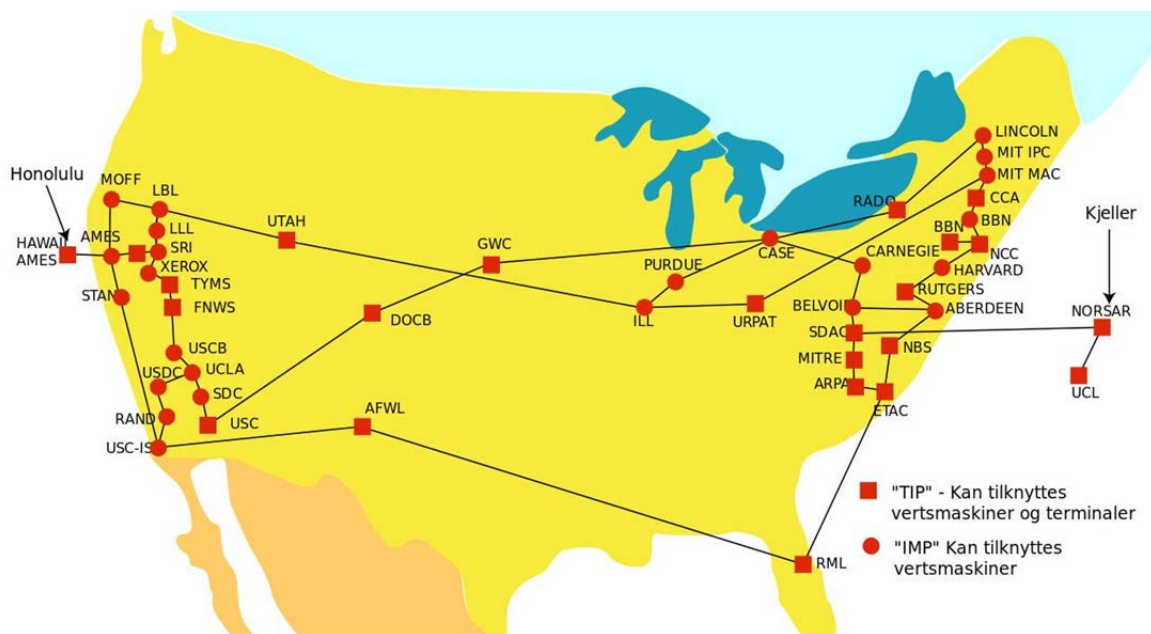 LINCOLN
MIT IPC
MIT MAC
Honolulu
MOFF
LBL
RADO
CCA
Kjeller
UTAH
LLL
BBN
BBN
HAWAI
AMES
AMES
SRI
GWC
CASE
CARNEGIE
NCC
XEROX
PURDUE
HARVARD
TYMS
RUTGERS
STAN
FNWS
DOCB
ILL
URPAT
BELVOIR
ABERDEEN
NORSAR
SDAC
NBS
USCB
MITRE
USDC
UCLA
ARPA
UCL
SDC
AFWL
ETAC
RAND
USC
USC-IS
"TIP" - Kan tilknyttes
vertsmaskiner og terminaler
"IMP" Kan tilknyttes
vertsmaskiner
RML